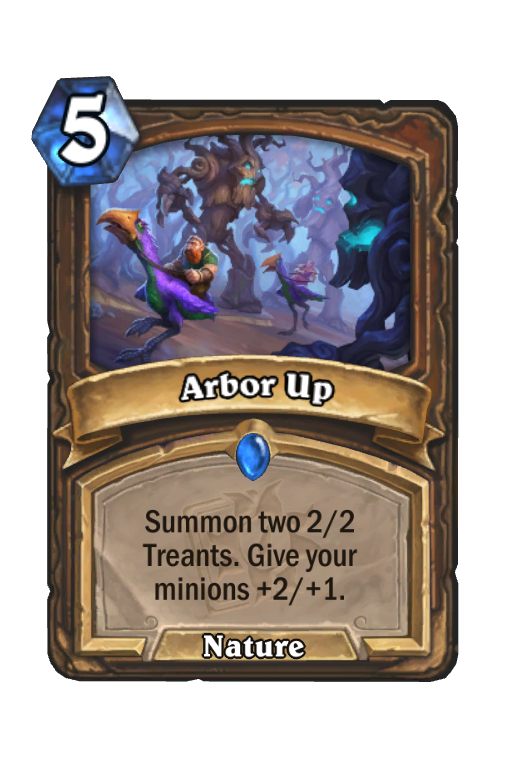 5
Arbor Up
Summon two 2/2
Treants. Give your
minions +2/+1.
Nature